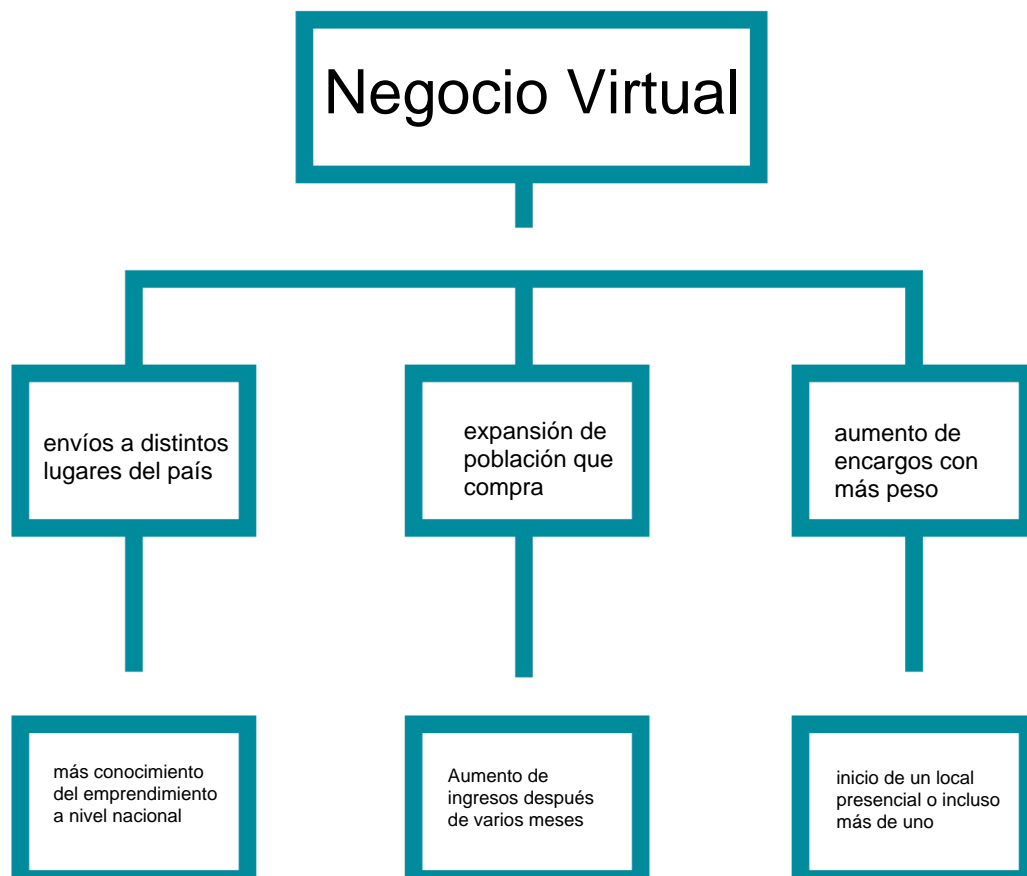 Negocio Virtual
envíos a distintos
lugares del país
expansión de
población que
compra
aumento de
encargos con
más peso
más conocimiento
del emprendimiento
a nivel nacional
Aumento de
ingresos después
de varios meses
inicio de un local
presencial o incluso
más de uno